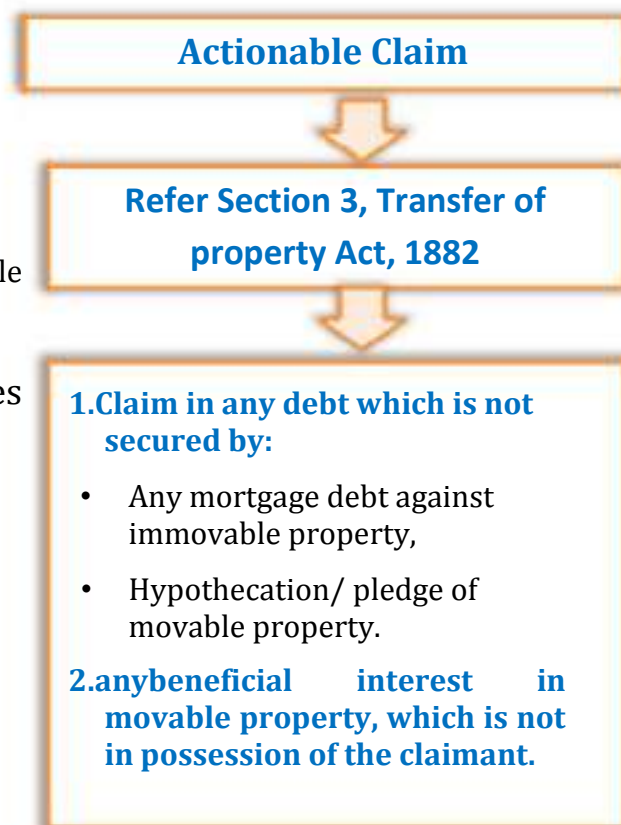 Actionable Claim
Refer Section 3, Transfer of
property Act, 1882
le
es
1.Claim in any debt which is not
secured by:
• Any mortgage debt against
immovable property,
• Hypothecation/ pledge of
movable property.
2.anybeneficial interest in
movable property, which is not
in possession of the claimant.